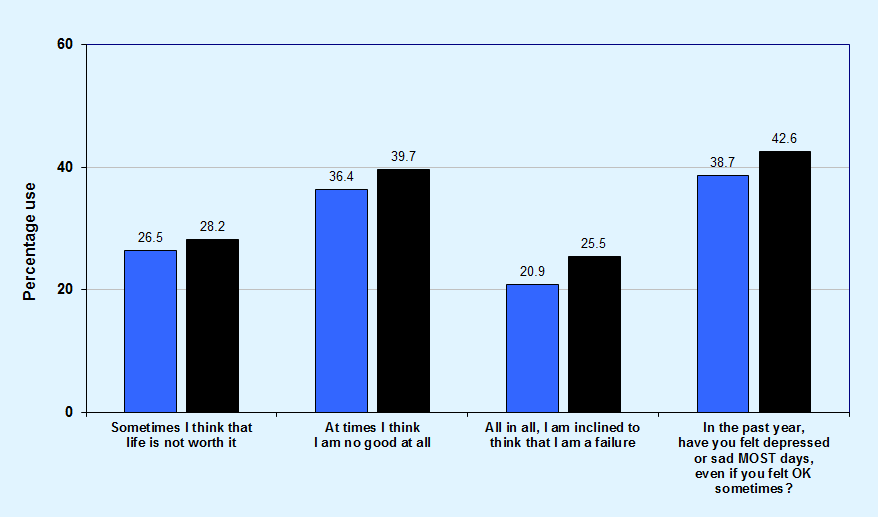 60
42.6
39.7
38.7
40
36.4
28.2
26.5
25.5
20.9
20
0
Percentage use
Sometimes I think that
life is not worth it
At times I think
I am no good at all
All in all, I am inclined to
think that I am a failure
In the past year,
have you felt depressed
or sad MOST days,
even if you felt OK
sometimes?